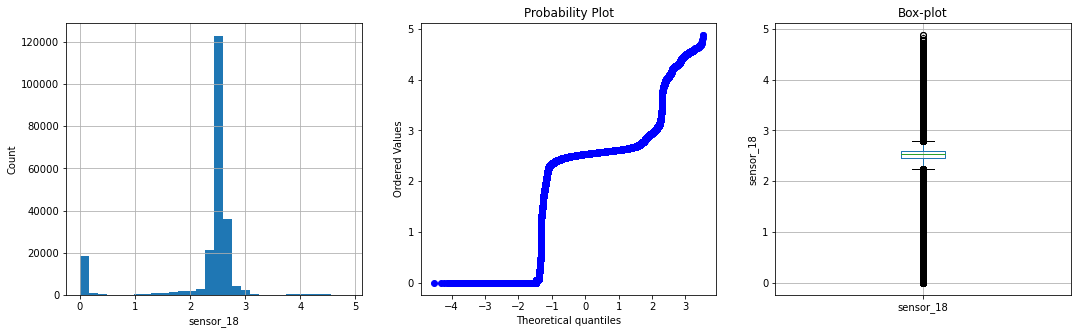 Probability Plot
Box-plot
Count
120000
100000
80000
60000
40000
20000
0
0 1 2 3 4 5
sensor_18
Ordered Values
5
4
3
2
1
0
−4 −3 −2 −1 0 1 2 3
Theoretical quantiles
sensor_18
5
4
3
2
1
0
sensor_18